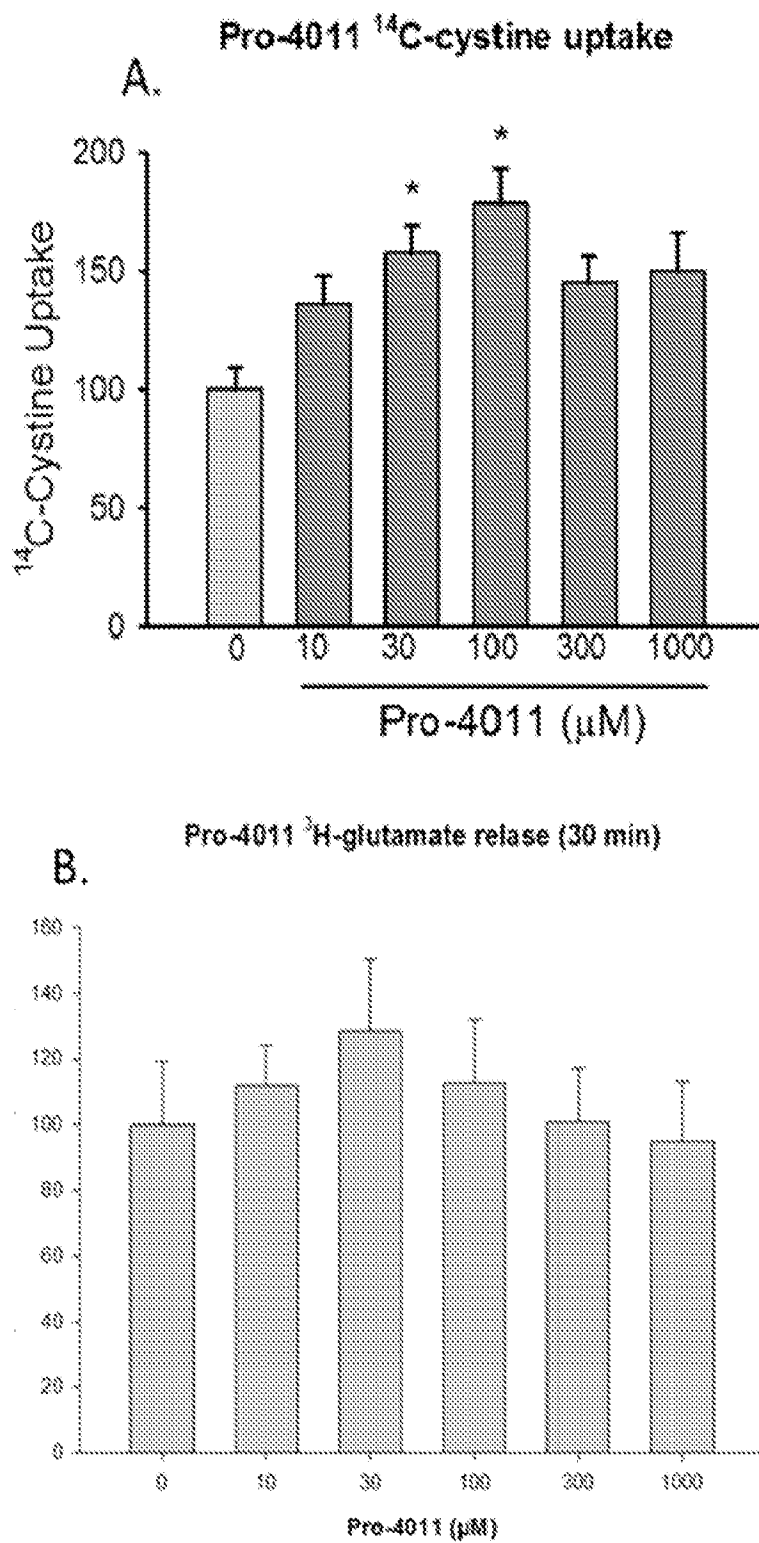 Pro-4011 ¹⁴C-cystine uptake
A.
200
150
100
50
0
¹⁴C-Cystine Uptake
*
*
0 10 30 100 300 1000
Pro-4011 (μM)
Pro-4011 ³H-glutamate relase (30 min)
B.
160
140
120
100
80
60
40
20
0
0 10 30 100 300 1000
Pro-4011 (μM)